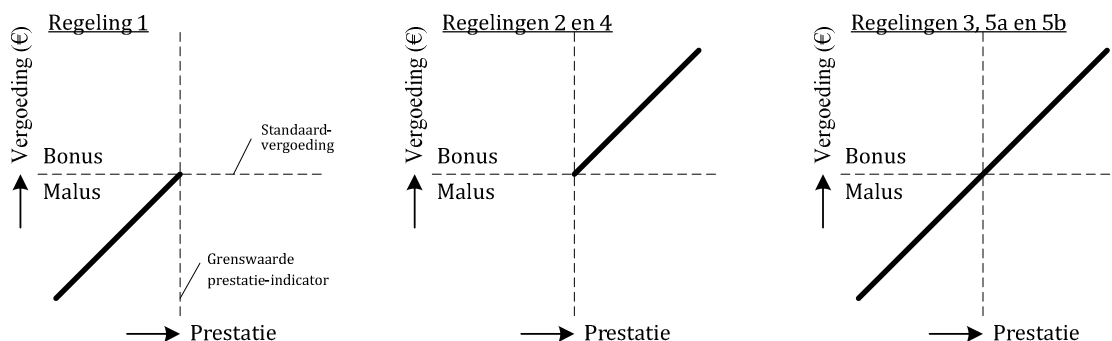 Regeling 1
Vergoeding (€)
Bonus
Malus
Standaard-
vergoeding
Grenswaarde
prestatie-indicator
Prestatie
Regelingen 2 en 4
Vergoeding (€)
Bonus
Malus
Prestatie
Regelingen 3, 5a en 5b
Vergoeding (€)
Bonus
Malus
Prestatie